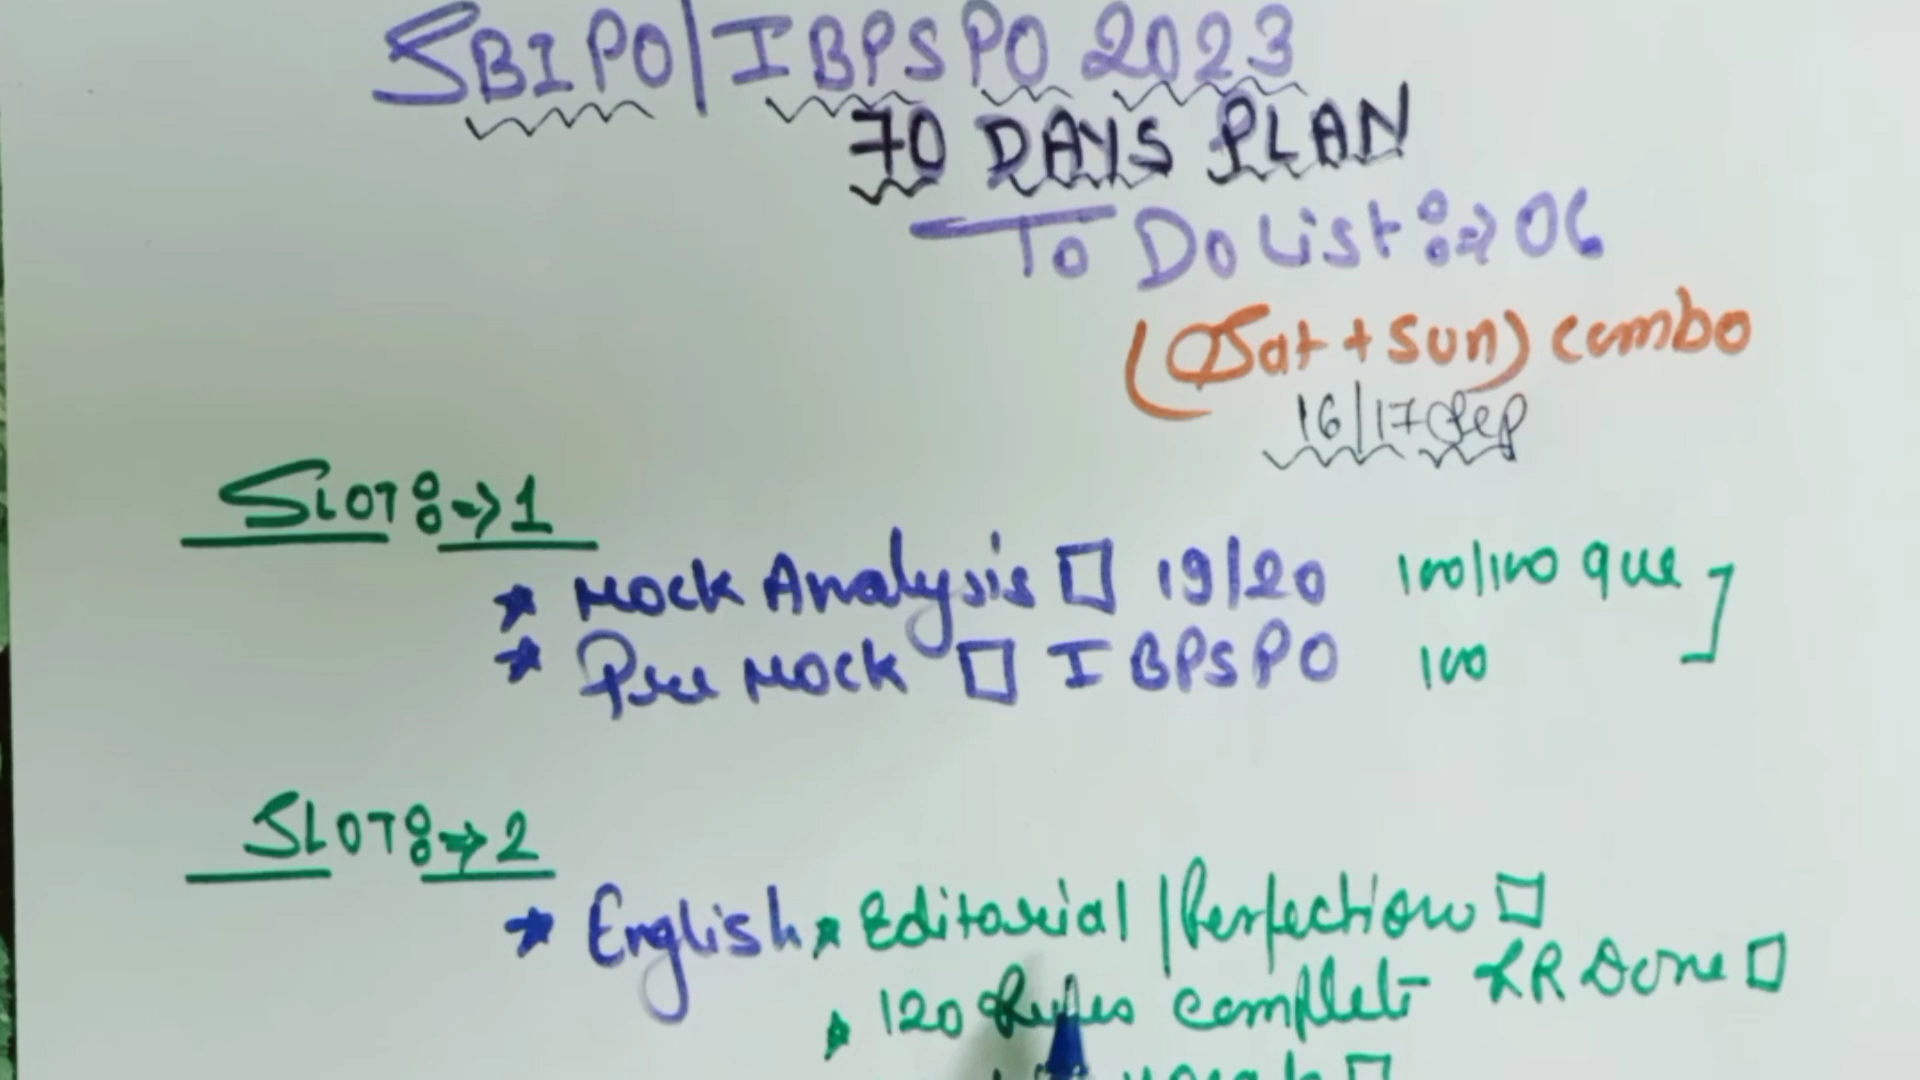 SBI PO/IBPS PO 2023
70 DAYS PLAN
To Do List :→ 06
(Sat + Sun) combo
16/17 Sep
SLOT :→ 1
* Mock Analysis □ 19/20 100/100 que
* Pre Mock □ IBPS PO 100
SLOT :→ 2
* English * Editorial / Perfection □
* 120 Rules complet LR Done □